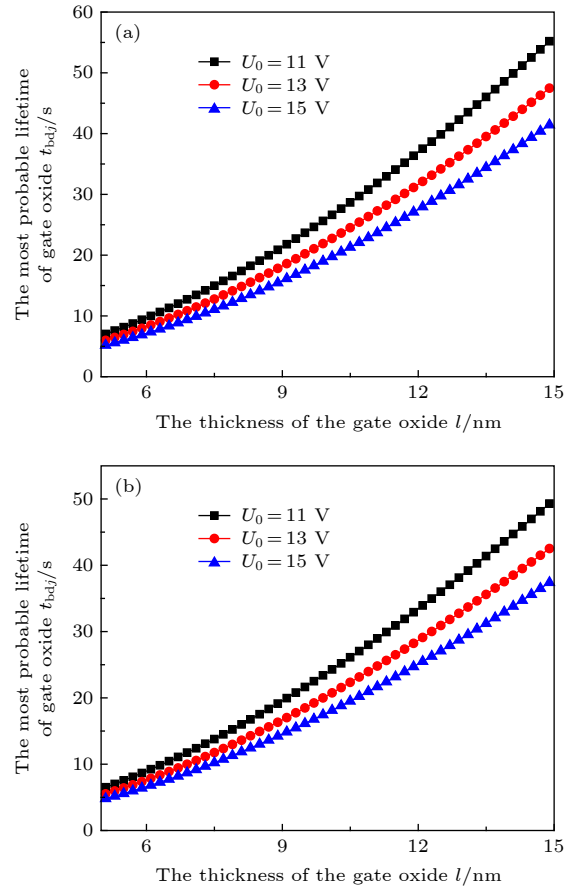 (a)
U₀ = 11 V
U₀ = 13 V
U₀ = 15 V
The most probable lifetime
of gate oxide t_bdj/s
60
50
40
30
20
10
0
6 9 12 15
The thickness of the gate oxide l/nm
(b)
U₀ = 11 V
U₀ = 13 V
U₀ = 15 V
The most probable lifetime
of gate oxide t_bdj/s
50
40
30
20
10
0
6 9 12 15
The thickness of the gate oxide l/nm